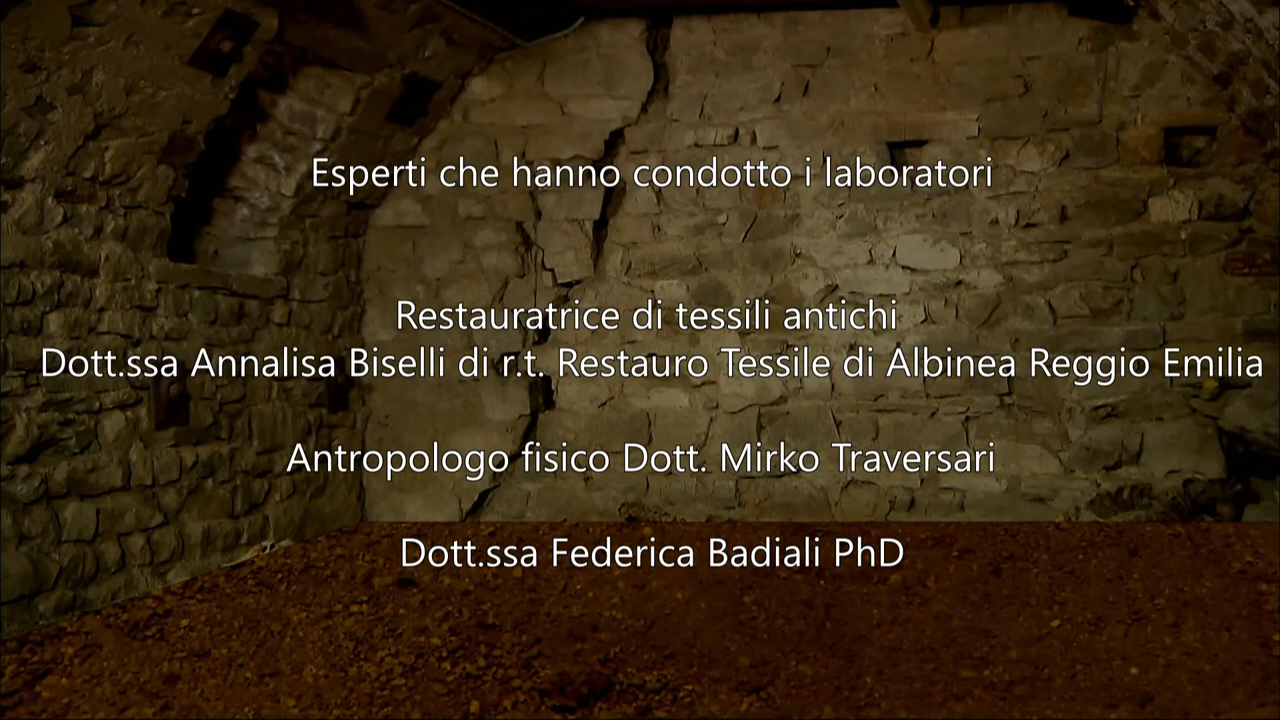 Esperti che hanno condotto i laboratori
Restauratrice di tessili antichi
Dott.ssa Annalisa Biselli di r.t. Restauro Tessile di Albinea Reggio Emilia
Antropologo fisico Dott. Mirko Traversari
Dott.ssa Federica Badiali PhD